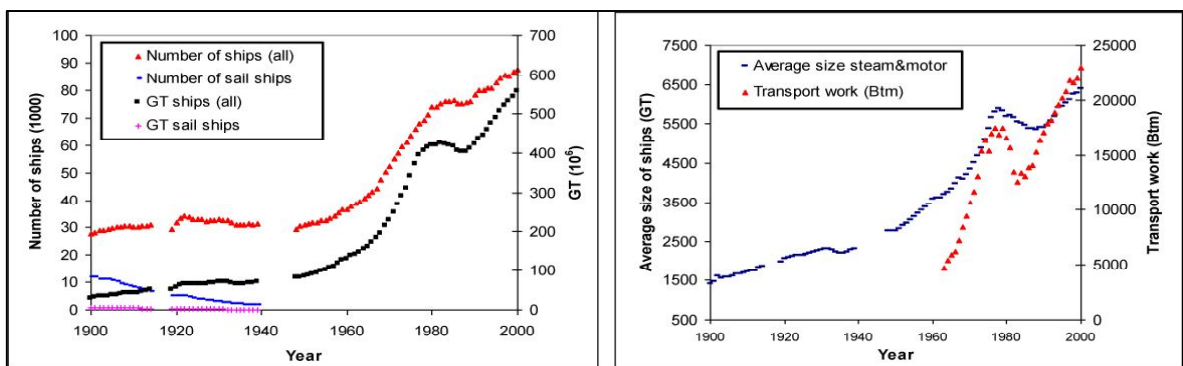 100
90
80
70
60
50
40
30
20
10
0
Number of ships (1000)
Number of ships (all)
Number of sail ships
GT ships (all)
GT sail ships
700
600
500
400
300
200
100
0
GT (10⁶)
1900 1920 1940 1960 1980 2000
Year
7500
6500
5500
4500
3500
2500
1500
500
Average size of ships (GT)
Average size steam&motor
Transport work (Btm)
25000
20000
15000
10000
5000
0
Transport work (Btm)
1900 1920 1940 1960 1980 2000
Year